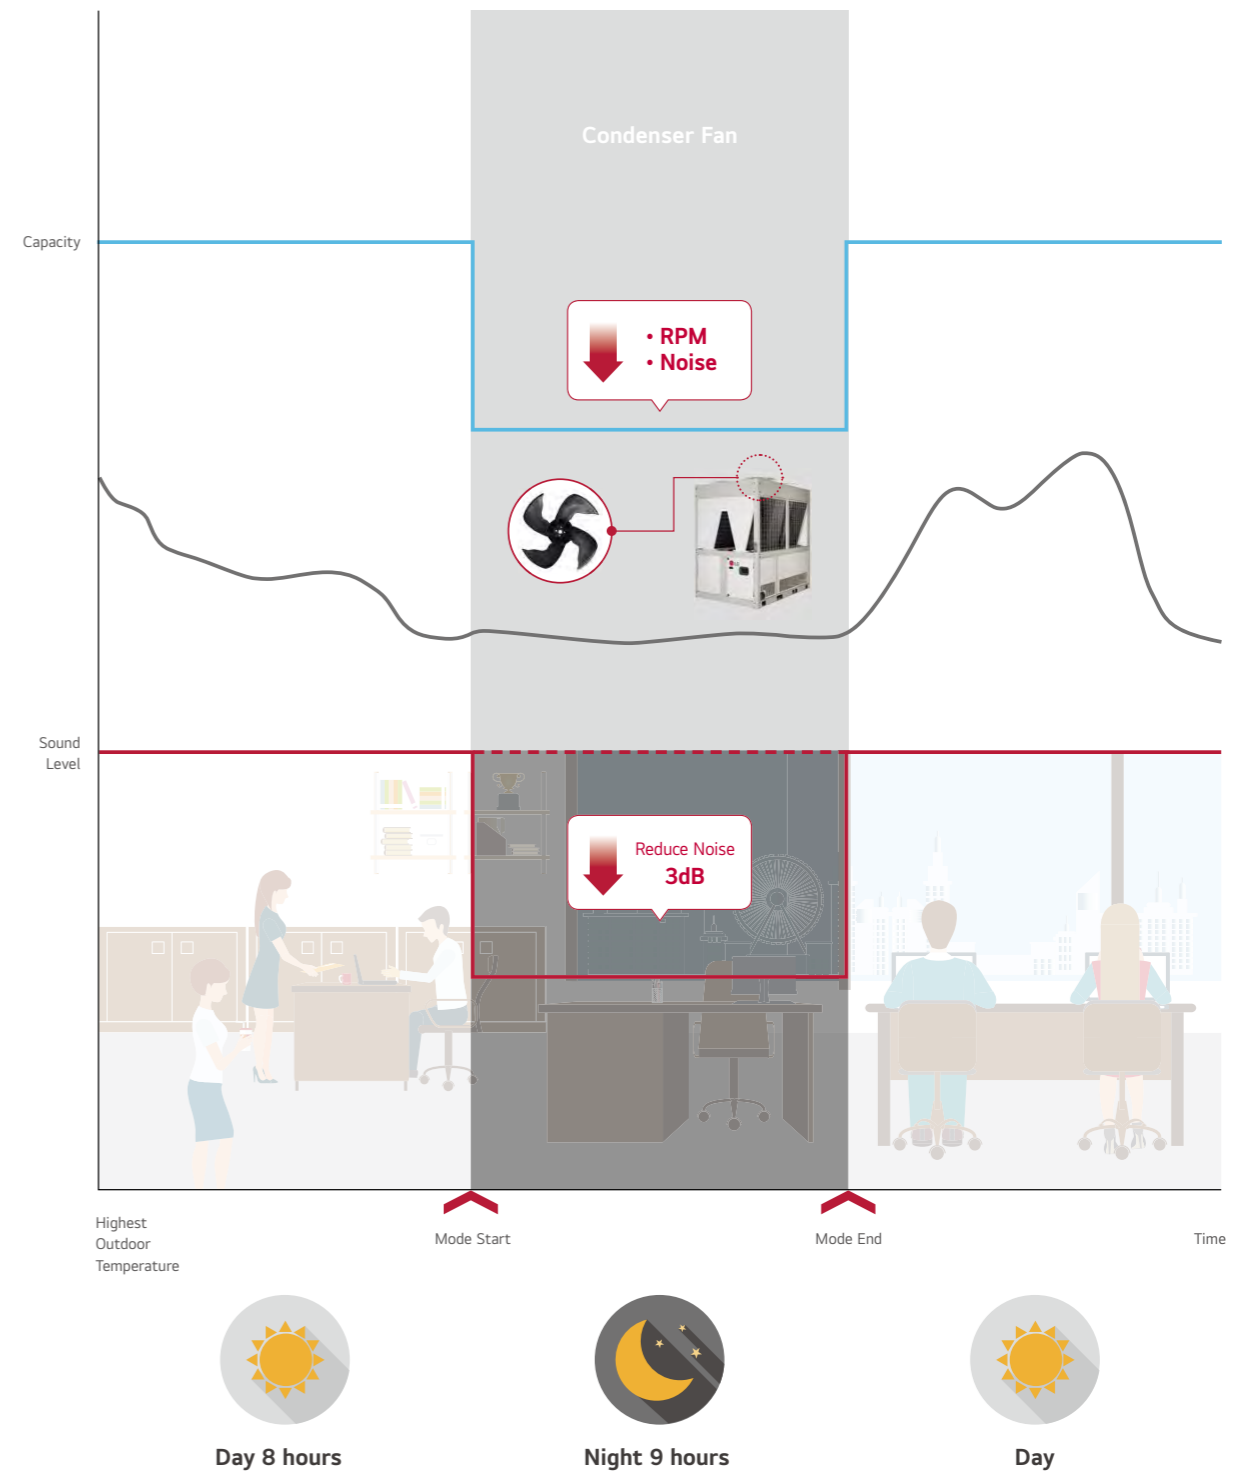 Condenser Fan
Capacity
• RPM
• Noise
Sound
Level
Reduce Noise
3dB
Highest
Outdoor
Temperature
Mode Start
Mode End
Time
Day 8 hours
Night 9 hours
Day